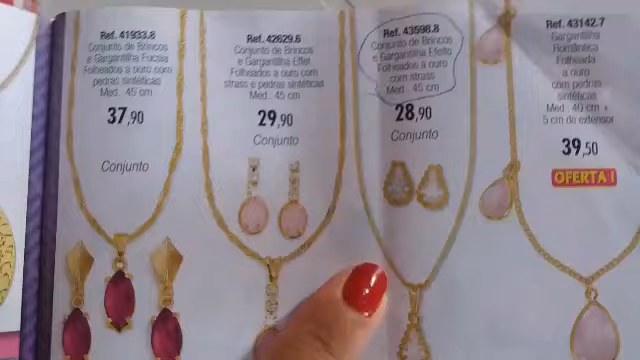 Ref. 41933.8
Conjunto de Brincos
e Gargantilha Fucsia
Folheados a ouro com
pedras sintéticas
Med.. 45 cm
37,90
Conjunto
Ref. 42629.6
Conjunto de Brincos
e Gargantilha Effet
Folheados a ouro com
strass e pedras sintéticas
Med.. 45 cm
29,90
Conjunto
Ref. 43598.8
Conjunto de Brincos
e Gargantilha Efeito
Folheados a ouro
com strass
Med.. 45 cm
28,90
Conjunto
Ref. 43142.7
Gargantilha
Romântica
Folheada
a ouro
com pedras
sintéticas
Med.. 40 cm +
5 cm de extensor
39,50
OFERTA !